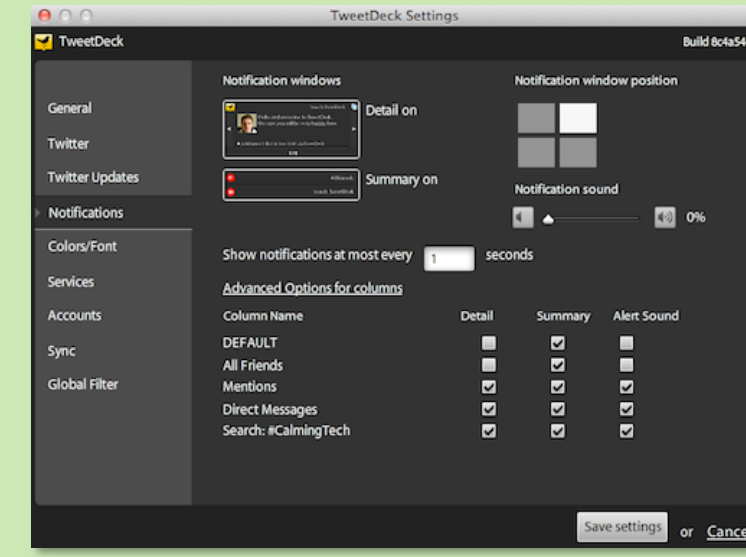 TweetDeck Settings
TweetDeck
Build 8c4a54
General
Twitter
Twitter Updates
Notifications
Colors/Font
Services
Accounts
Sync
Global Filter
Notification windows
Detail on
Summary on
Notification window position
Notification sound
0%
Show notifications at most every 1 seconds
Advanced Options for columns
Column Name Detail Summary Alert Sound
DEFAULT
All Friends
Mentions
Direct Messages
Search: #CalmingTech
Save settings or Cance